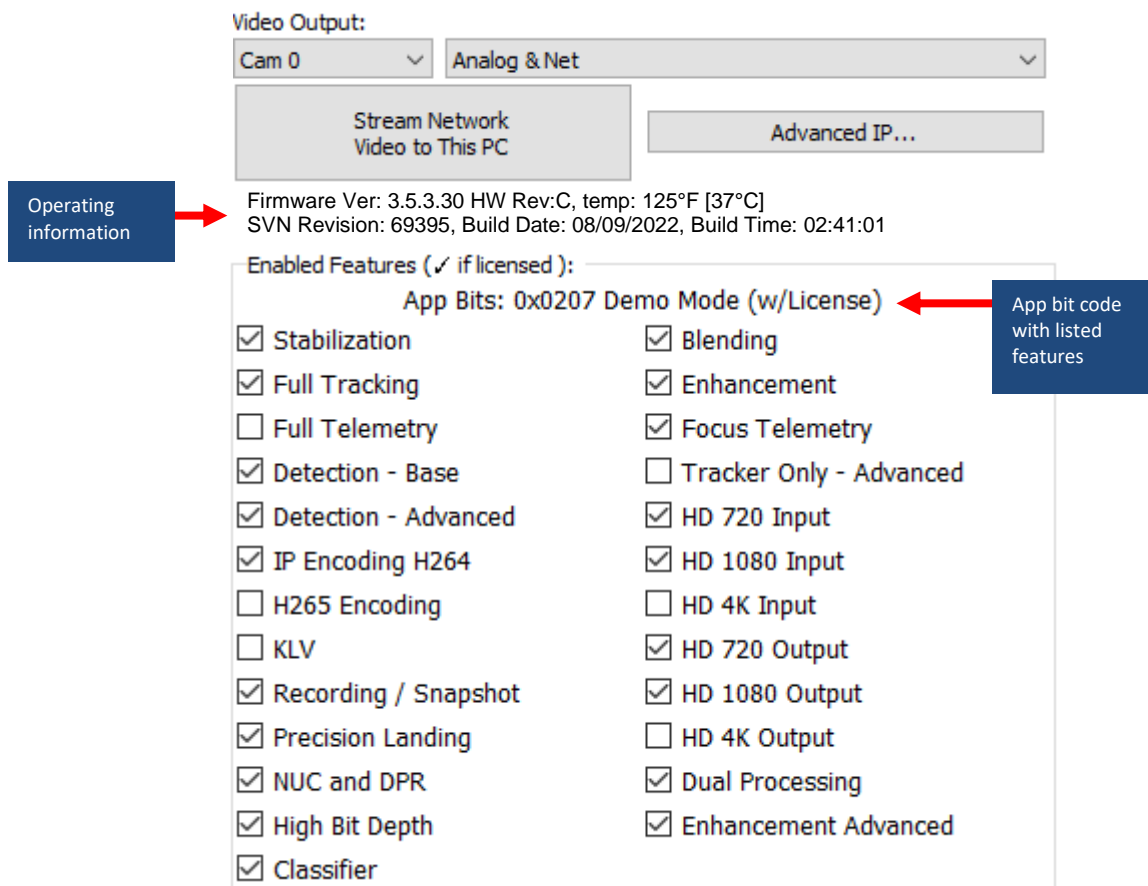 Video Output:
Cam 0
Analog & Net
Stream Network
Video to This PC
Advanced IP...
Operating
information
Firmware Ver: 3.5.3.30 HW Rev:C, temp: 125°F [37°C]
SVN Revision: 69395, Build Date: 08/09/2022, Build Time: 02:41:01
Enabled Features (✓ if licensed ):
App Bits: 0x0207 Demo Mode (w/License)
App bit code
with listed
features
Stabilization
Blending
Full Tracking
Enhancement
Full Telemetry
Focus Telemetry
Detection - Base
Tracker Only - Advanced
Detection - Advanced
HD 720 Input
IP Encoding H264
HD 1080 Input
H265 Encoding
HD 4K Input
KLV
HD 720 Output
Recording / Snapshot
HD 1080 Output
Precision Landing
HD 4K Output
NUC and DPR
Dual Processing
High Bit Depth
Enhancement Advanced
Classifier